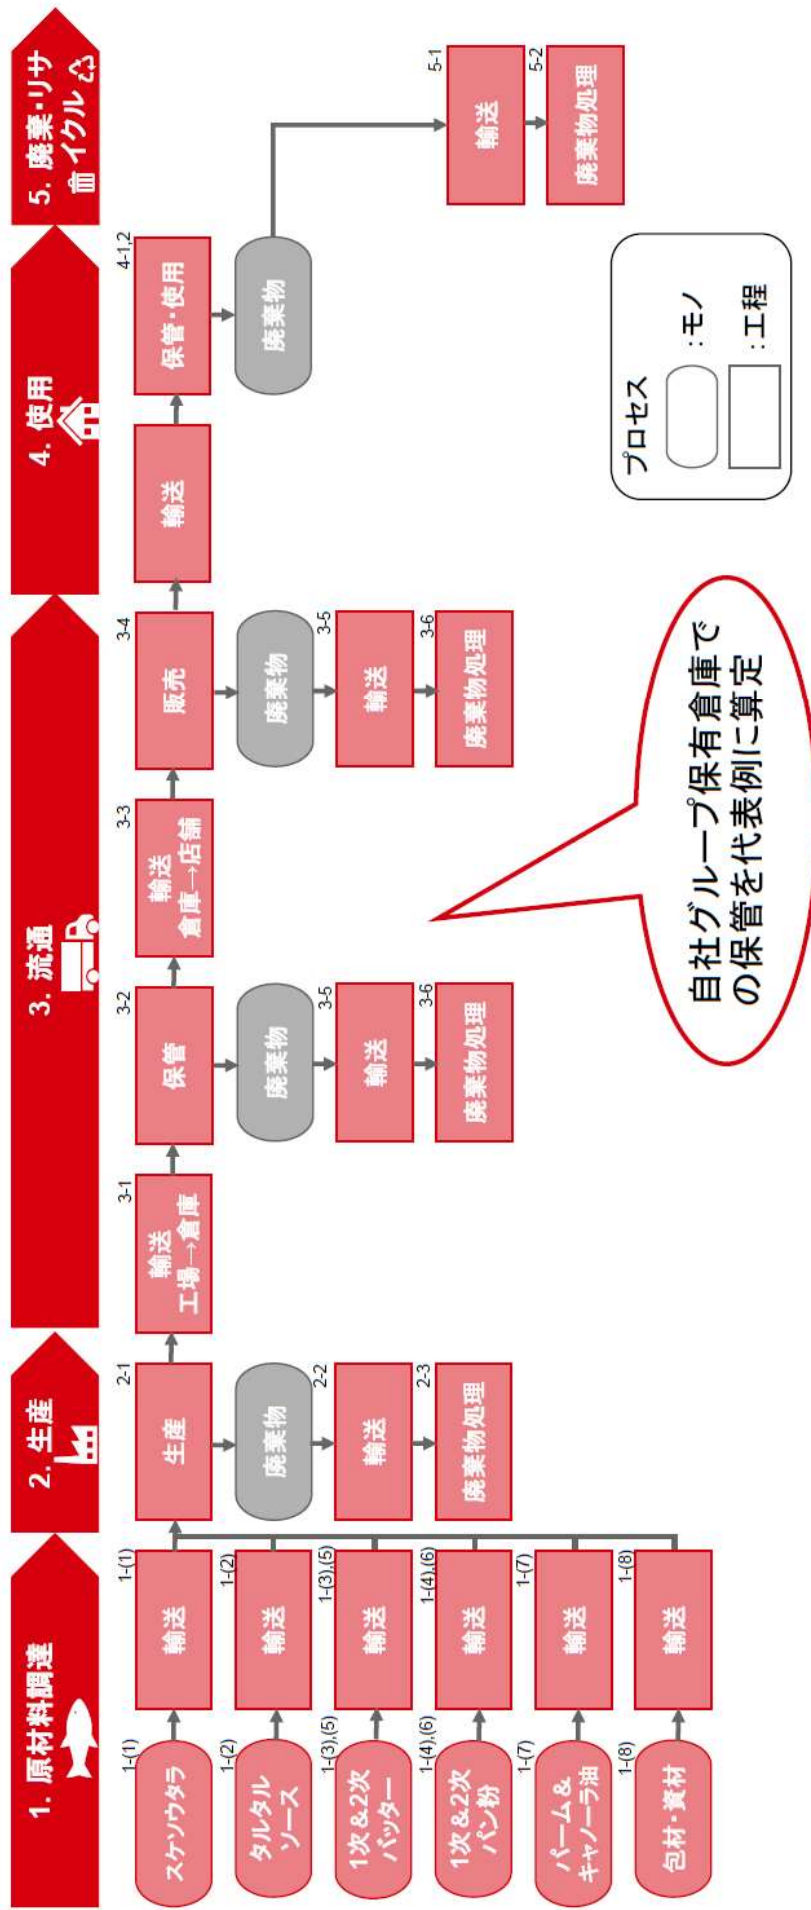 1. 原材料調達
2. 生産
3. 流通
4. 使用
5. 廃棄・リサ
イクル
1-(1)
スケソウタラ
1-(1)
輸送
1-(2)
タルタル
ソース
1-(2)
輸送
1-(3),(5)
1次&2次
バッター
1-(3),(5)
輸送
1-(4),(6)
1次&2次
パン粉
1-(4),(6)
輸送
1-(7)
パーム&
キャノーラ油
1-(7)
輸送
1-(8)
包材・資材
1-(8)
輸送
2-1
生産
廃棄物
2-2
輸送
2-3
廃棄物処理
3-1
輸送
工場→倉庫
3-2
保管
廃棄物
3-5
輸送
3-6
廃棄物処理
3-3
輸送
倉庫→店舗
3-4
販売
廃棄物
3-5
輸送
3-6
廃棄物処理
輸送
4-1,2
保管・使用
廃棄物
5-1
輸送
5-2
廃棄物処理
自社グループ保有倉庫で
の保管を代表例に算定
プロセス
:モノ
:工程